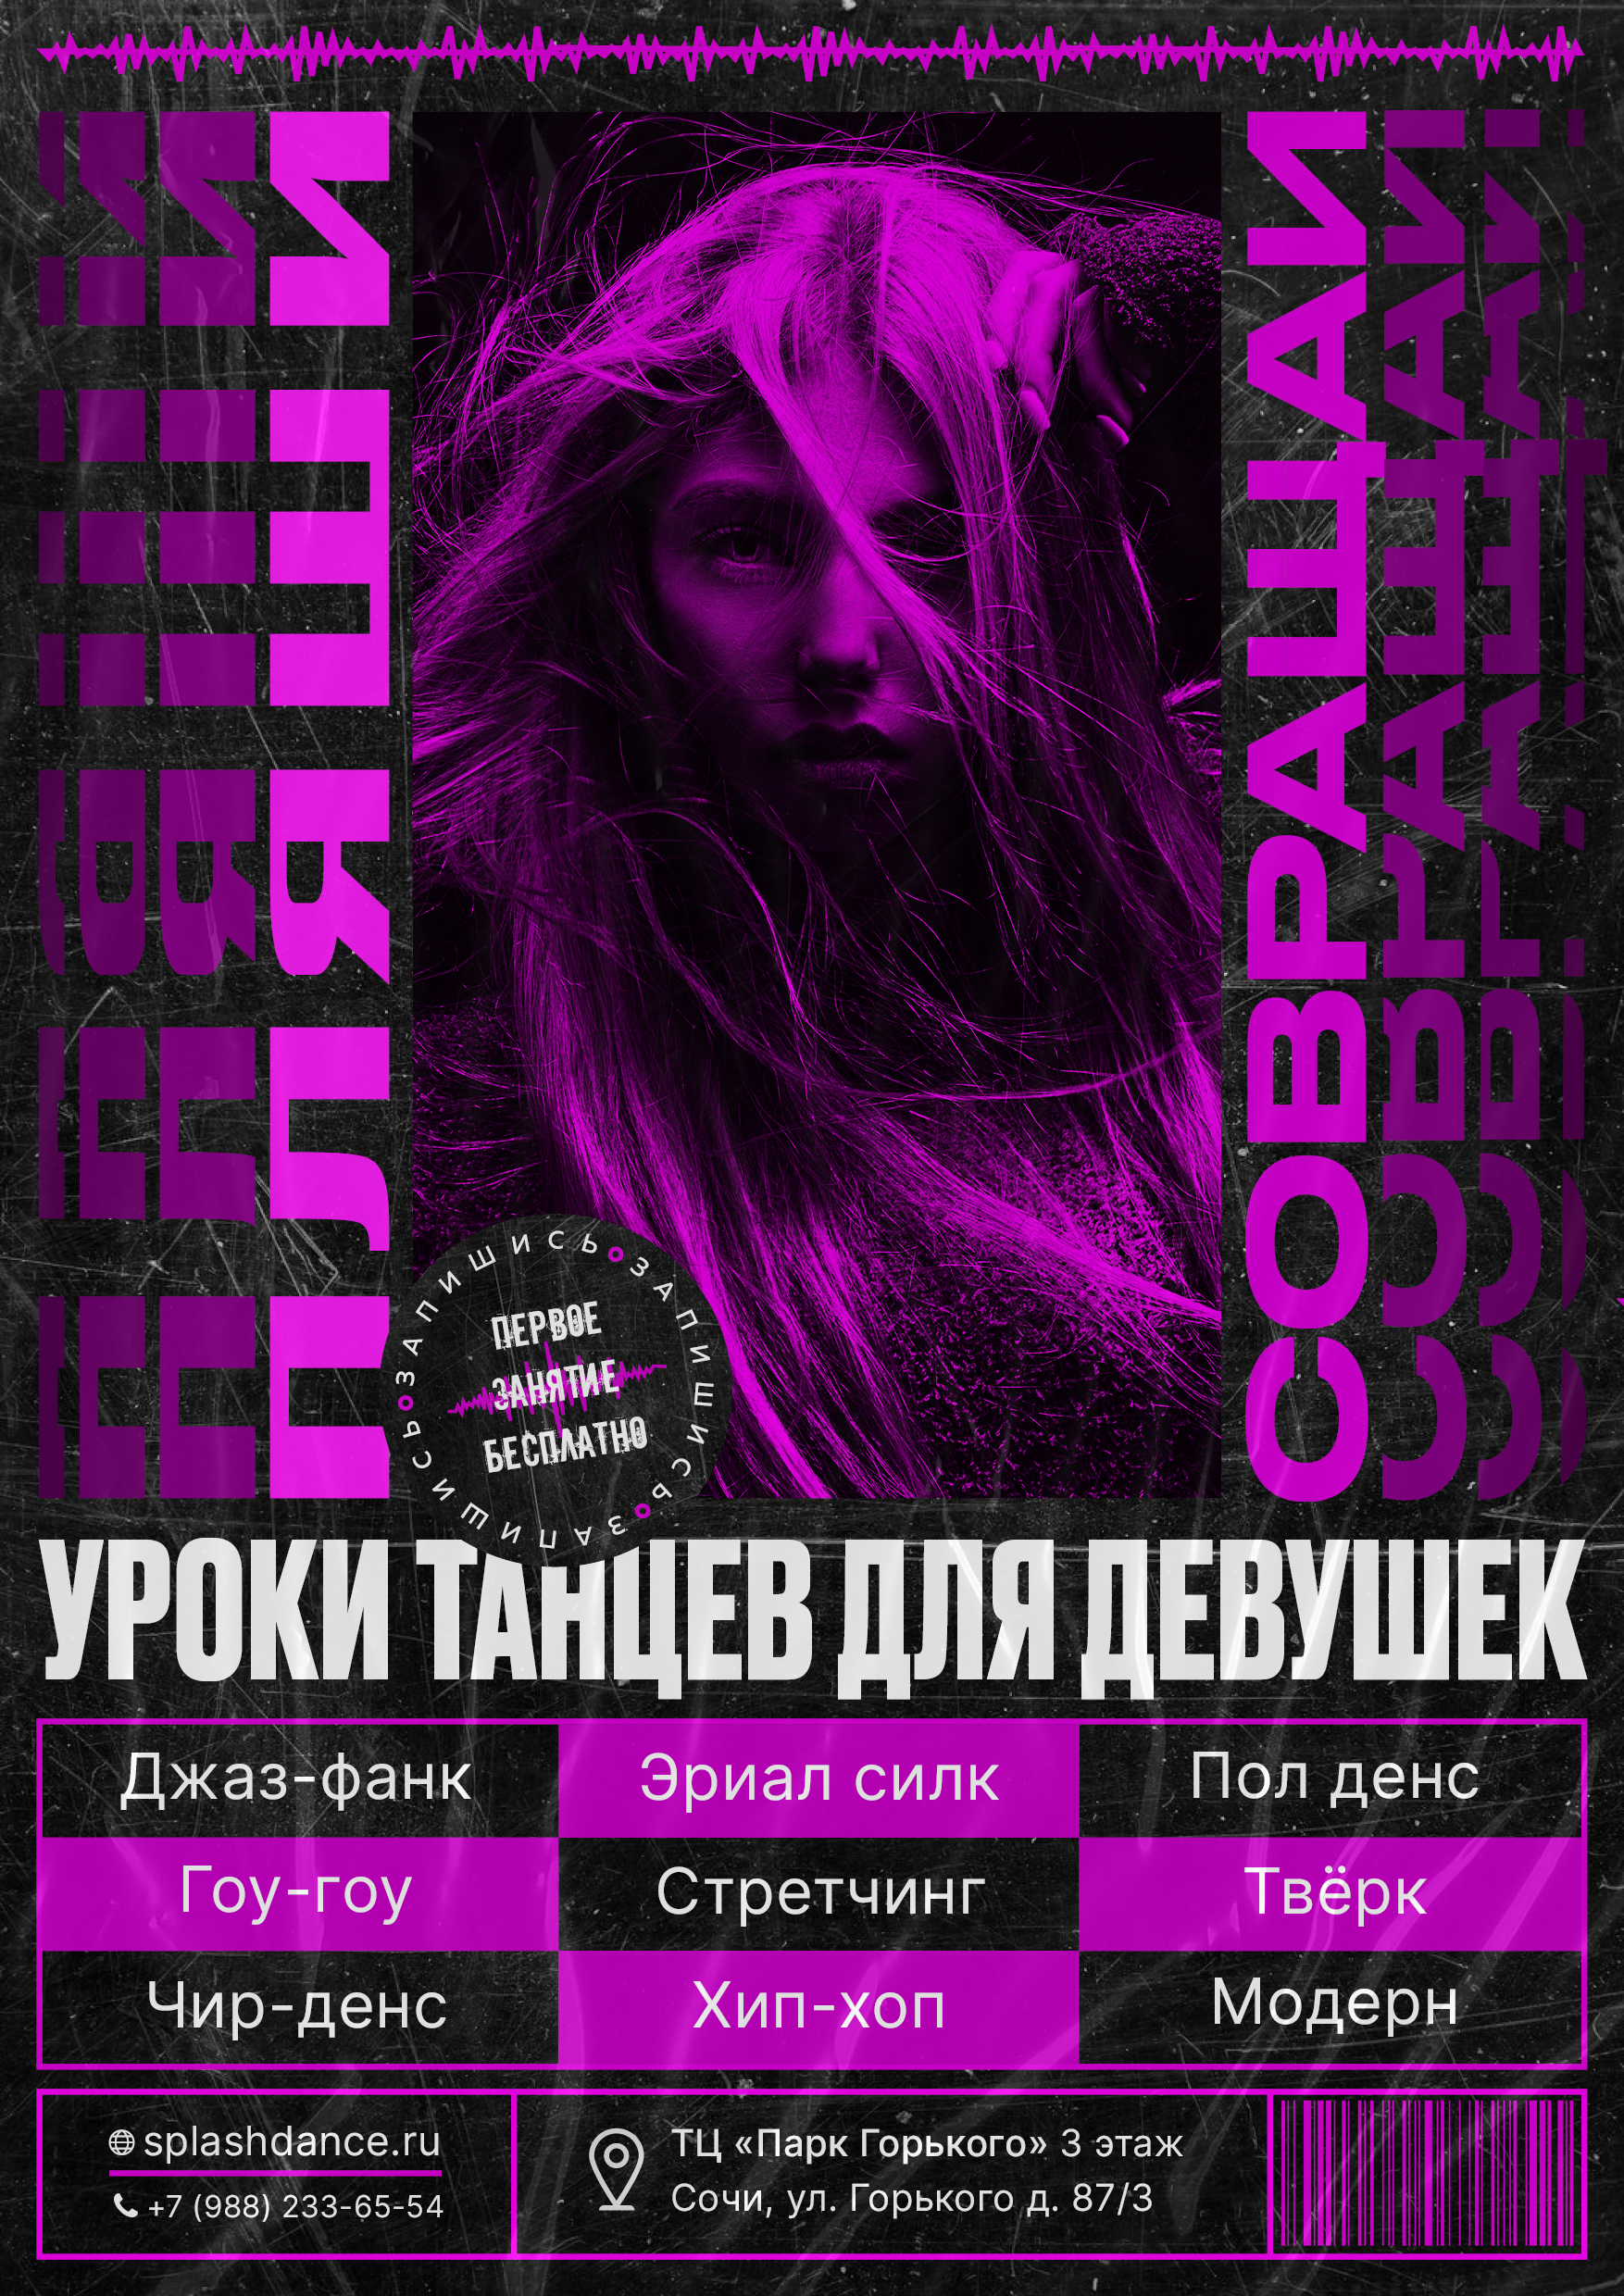 ПЛЯШИ
СОВРАЩАЙ
ЗАПИШИСЬ ЗАПИШИСЬ ЗАПИШИСЬ
ПЕРВОЕ
ЗАНЯТИЕ
БЕСПЛАТНО
УРОКИ ТАНЦЕВ ДЛЯ ДЕВУШЕК
Джаз-фанк
Эриал силк
Пол денс
Гоу-гоу
Стретчинг
Твёрк
Чир-денс
Хип-хоп
Модерн
splashdance.ru
+7 (988) 233-65-54
ТЦ «Парк Горького» 3 этаж
Сочи, ул. Горького д. 87/3